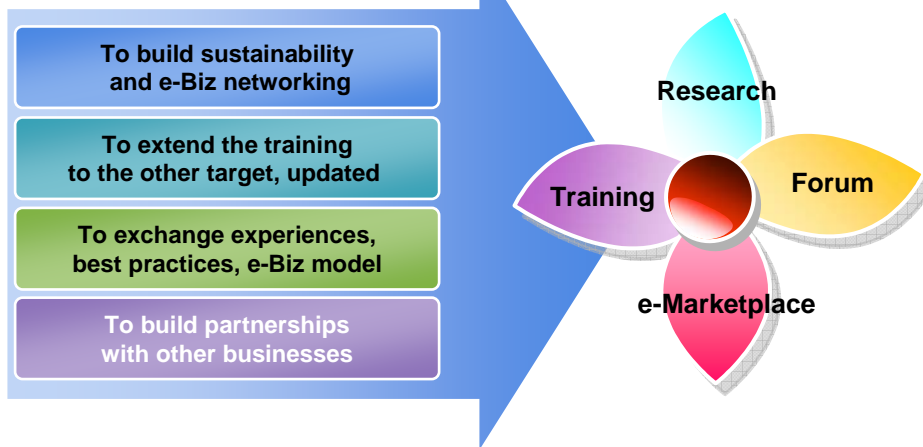 To build sustainability
and e-Biz networking
To extend the training
to the other target, updated
To exchange experiences,
best practices, e-Biz model
To build partnerships
with other businesses
Research
Training
Forum
e-Marketplace